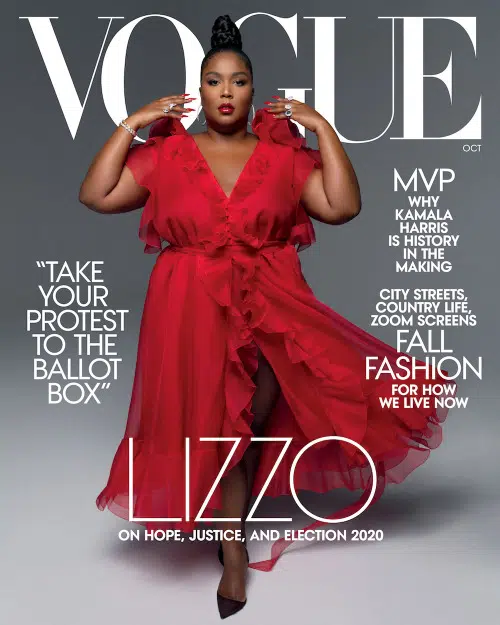 VOGUE
OCT
MVP
WHY
KAMALA
HARRIS
IS HISTORY
IN THE
MAKING
CITY STREETS,
COUNTRY LIFE,
ZOOM SCREENS
FALL
FASHION
FOR HOW
WE LIVE NOW
“TAKE
YOUR
PROTEST
TO THE
BALLOT
BOX”
LIZZO
ON HOPE, JUSTICE, AND ELECTION 2020